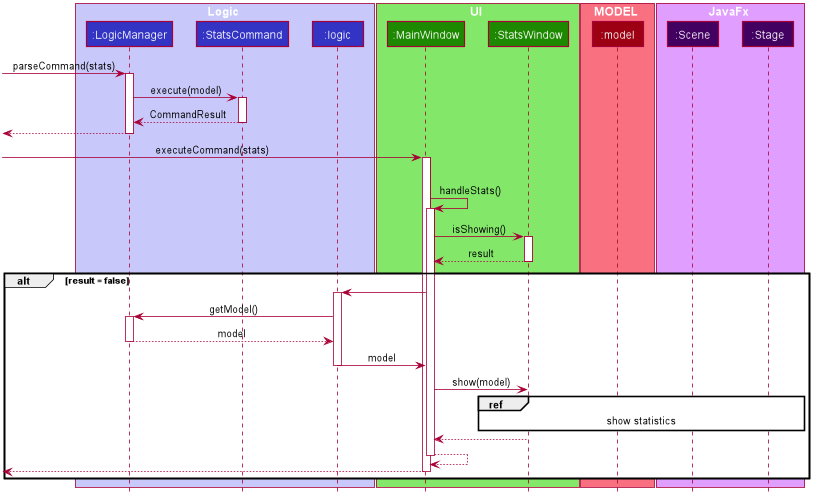 Logic UI MODEL JavaFx
:LogicManager :StatsCommand :logic :MainWindow :StatsWindow :model :Scene :Stage
parseCommand(stats)
execute(model)
CommandResult
executeCommand(stats)
handleStats()
isShowing()
result
alt [result = false]
getModel()
model
model
show(model)
ref
show statistics